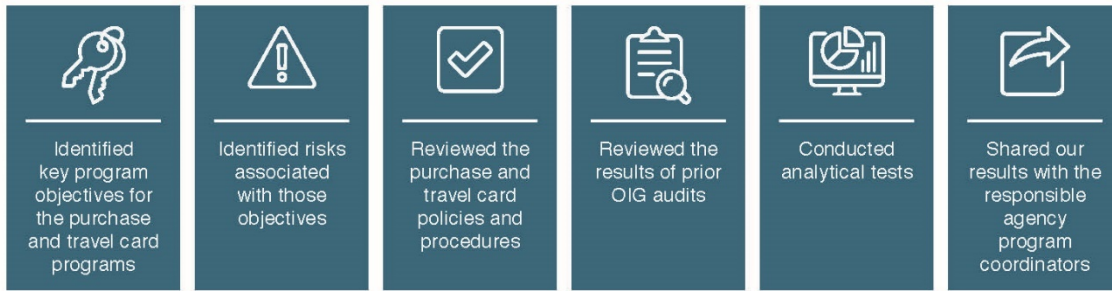 Identified
key program
objectives for
the purchase
and travel card
programs
Identified risks
associated
with those
objectives
Reviewed the
purchase and
travel card
policies and
procedures
Reviewed the
results of prior
OIG audits
Conducted
analytical tests
Shared our
results with the
responsible
agency
program
coordinators